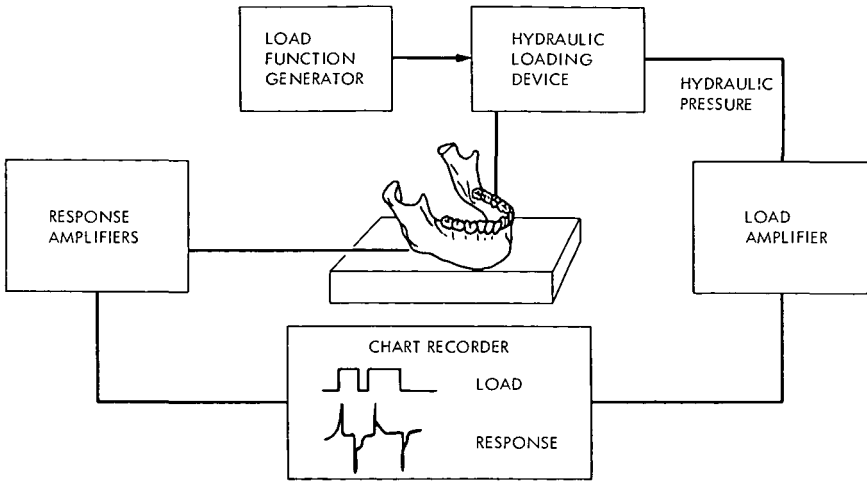 LOAD
FUNCTION
GENERATOR
HYDRAULIC
LOADING
DEVICE
HYDRAULIC
PRESSURE
RESPONSE
AMPLIFIERS
LOAD
AMPLIFIER
CHART RECORDER
LOAD
RESPONSE